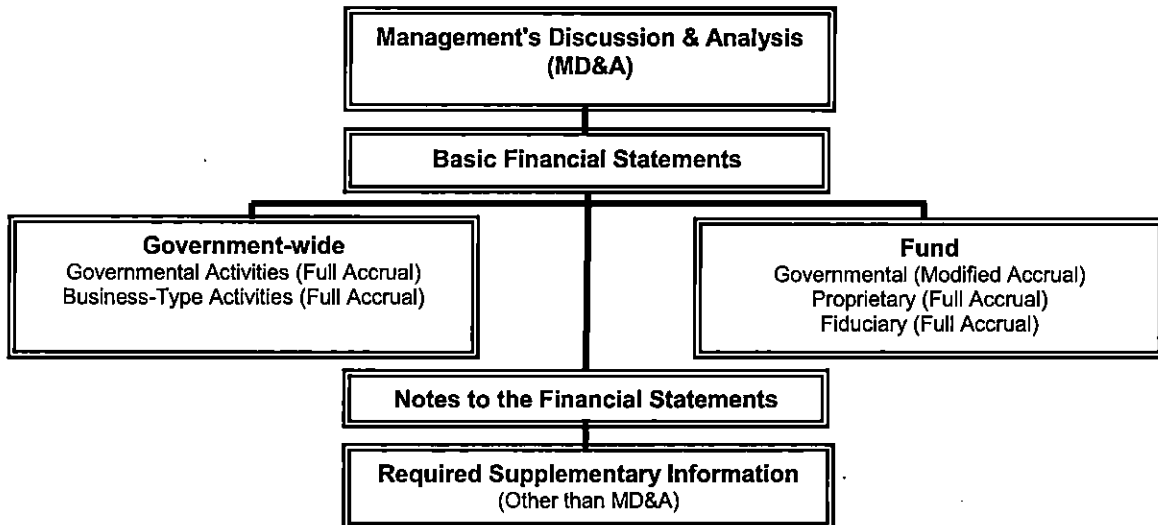 Management's Discussion & Analysis
(MD&A)
Basic Financial Statements
Government-wide
Governmental Activities (Full Accrual)
Business-Type Activities (Full Accrual)
Fund
Governmental (Modified Accrual)
Proprietary (Full Accrual)
Fiduciary (Full Accrual)
Notes to the Financial Statements
Required Supplementary Information
(Other than MD&A)